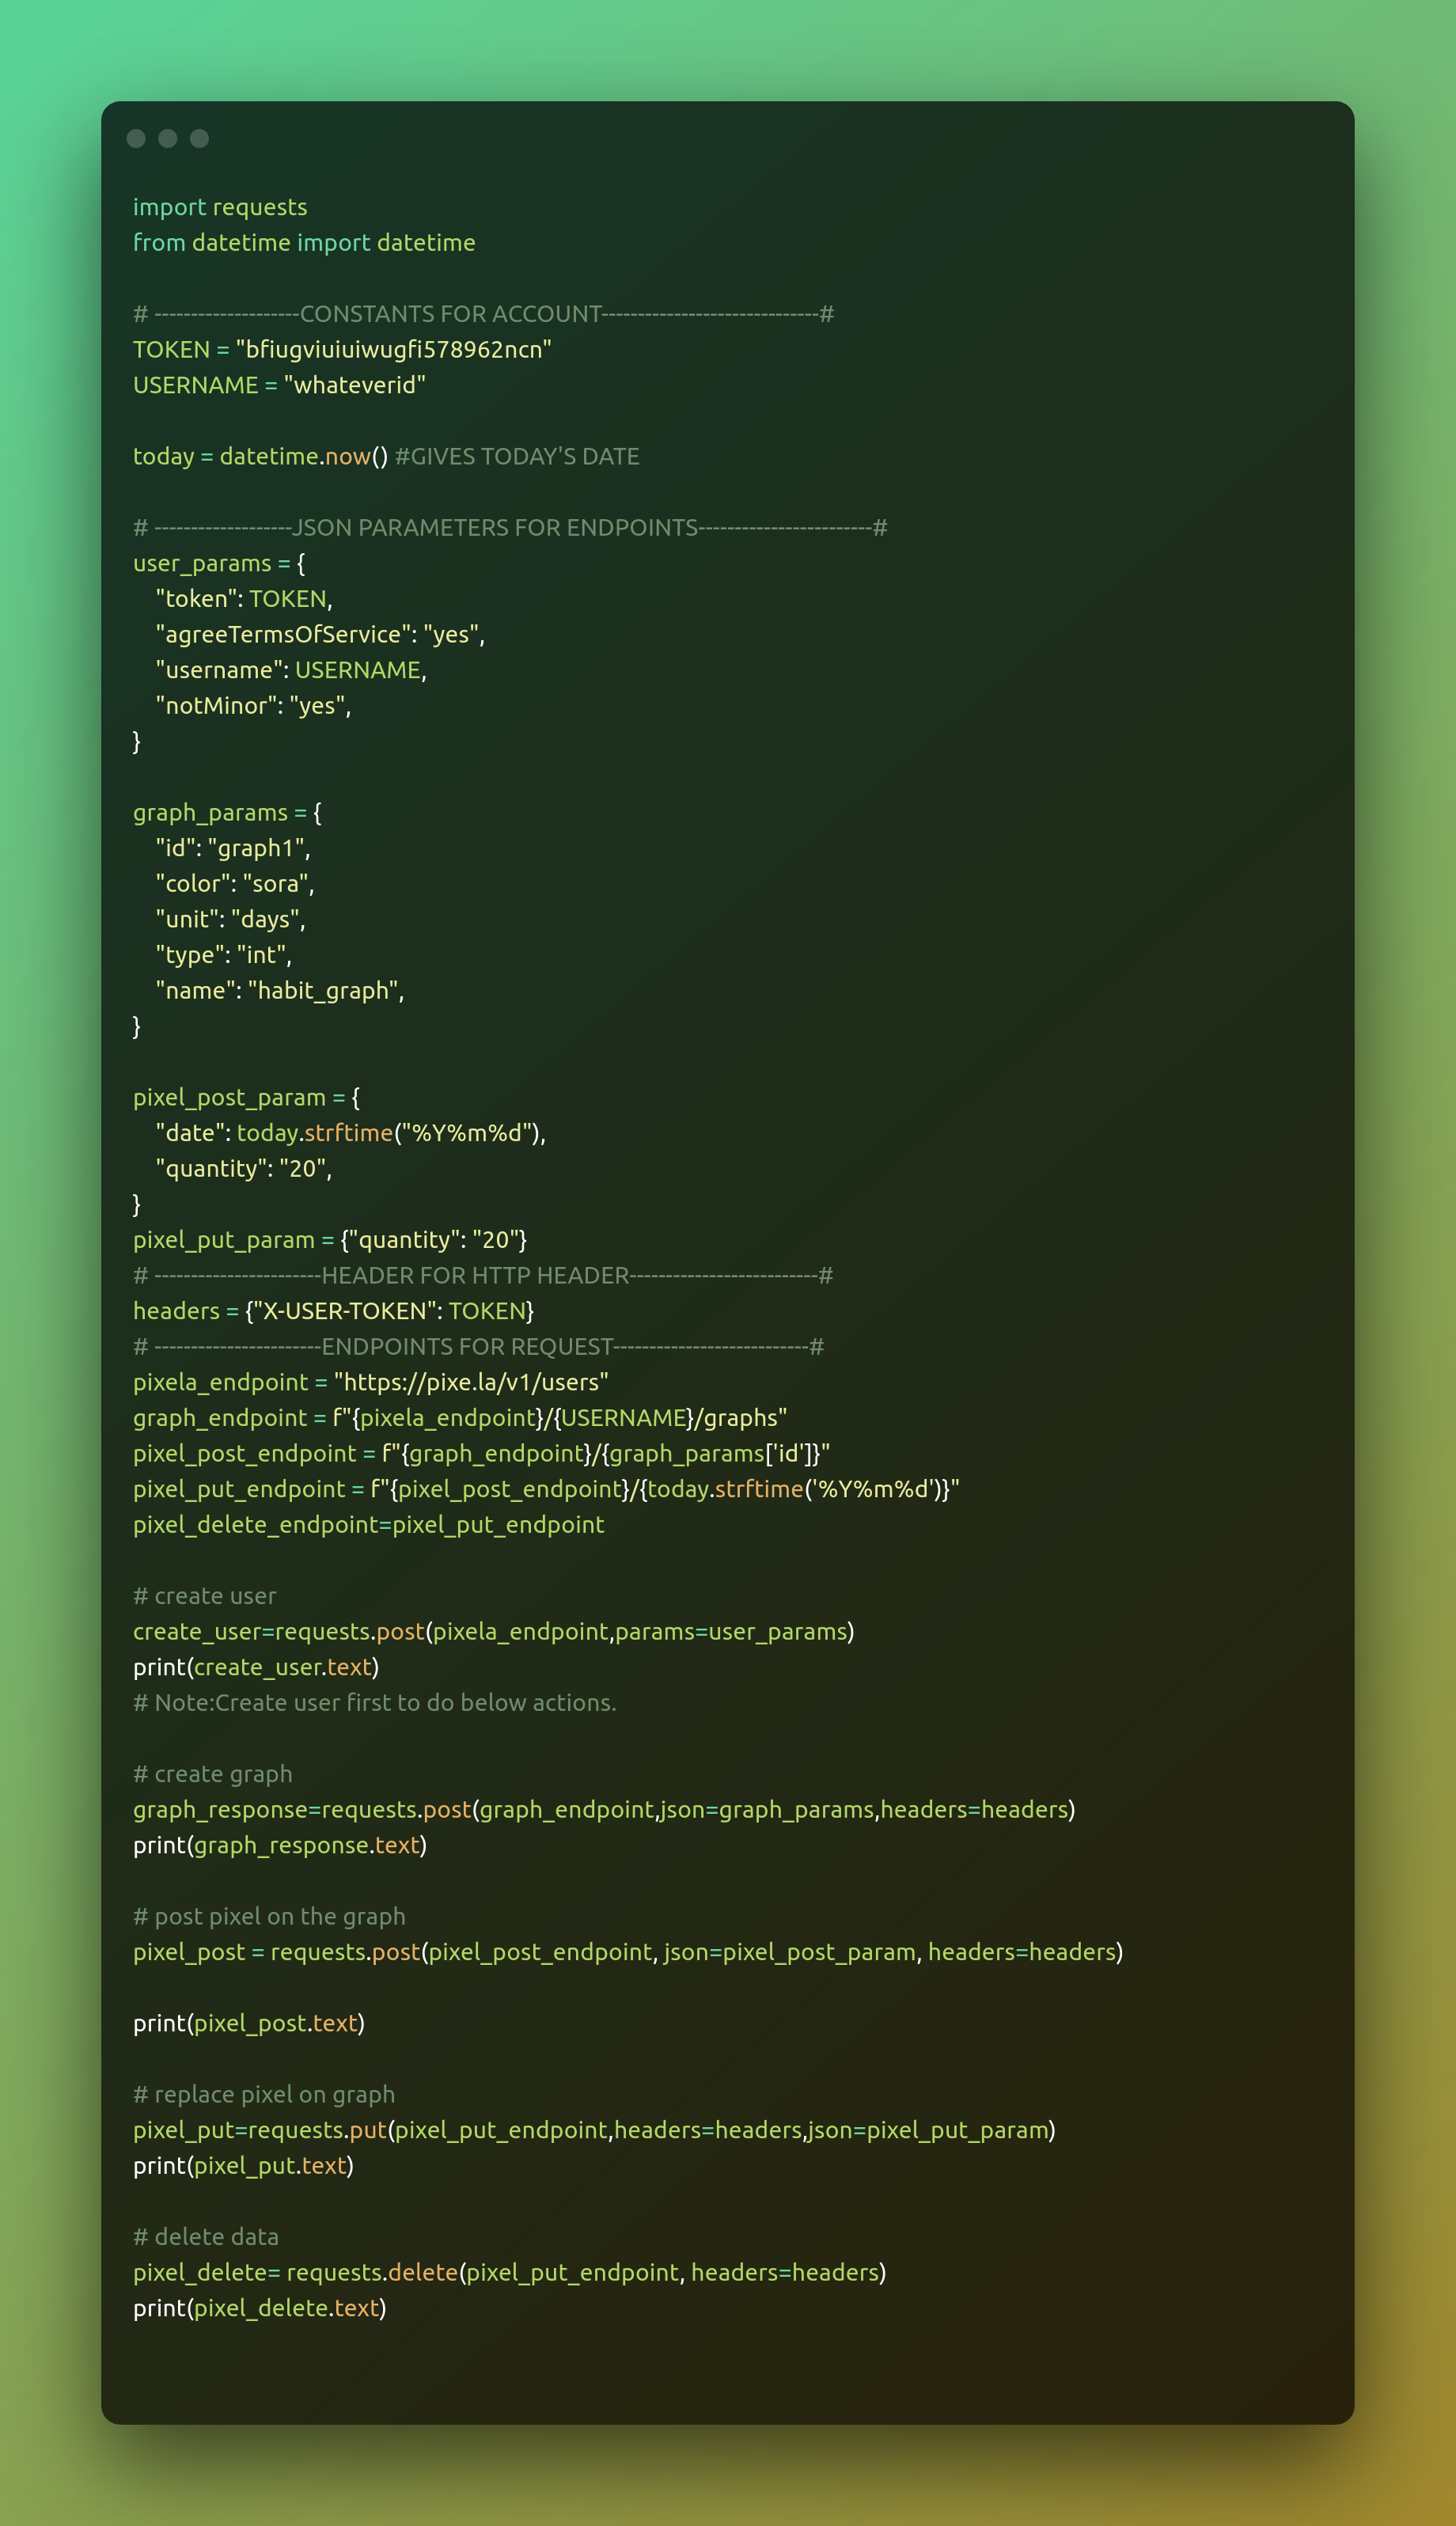 import requests
from datetime import datetime
# --------------------CONSTANTS FOR ACCOUNT------------------------------#
TOKEN = "bfiugviuiuiwugfi578962ncn"
USERNAME = "whateverid"
today = datetime.now() #GIVES TODAY'S DATE
# -------------------JSON PARAMETERS FOR ENDPOINTS------------------------#
user_params = {
    "token": TOKEN,
    "agreeTermsOfService": "yes",
    "username": USERNAME,
    "notMinor": "yes",
}
graph_params = {
    "id": "graph1",
    "color": "sora",
    "unit": "days",
    "type": "int",
    "name": "habit_graph",
}
pixel_post_param = {
    "date": today.strftime("%Y%m%d"),
    "quantity": "20",
}
pixel_put_param = {"quantity": "20"}
# -----------------------HEADER FOR HTTP HEADER--------------------------#
headers = {"X-USER-TOKEN": TOKEN}
# -----------------------ENDPOINTS FOR REQUEST---------------------------#
pixela_endpoint = "https://pixe.la/v1/users"
graph_endpoint = f"{pixela_endpoint}/{USERNAME}/graphs"
pixel_post_endpoint = f"{graph_endpoint}/{graph_params['id']}"
pixel_put_endpoint = f"{pixel_post_endpoint}/{today.strftime('%Y%m%d')}"
pixel_delete_endpoint=pixel_put_endpoint
# create user
create_user=requests.post(pixela_endpoint,params=user_params)
print(create_user.text)
# Note:Create user first to do below actions.
# create graph
graph_response=requests.post(graph_endpoint,json=graph_params,headers=headers)
print(graph_response.text)
# post pixel on the graph
pixel_post = requests.post(pixel_post_endpoint, json=pixel_post_param, headers=headers)
print(pixel_post.text)
# replace pixel on graph
pixel_put=requests.put(pixel_put_endpoint,headers=headers,json=pixel_put_param)
print(pixel_put.text)
# delete data
pixel_delete= requests.delete(pixel_put_endpoint, headers=headers)
print(pixel_delete.text)